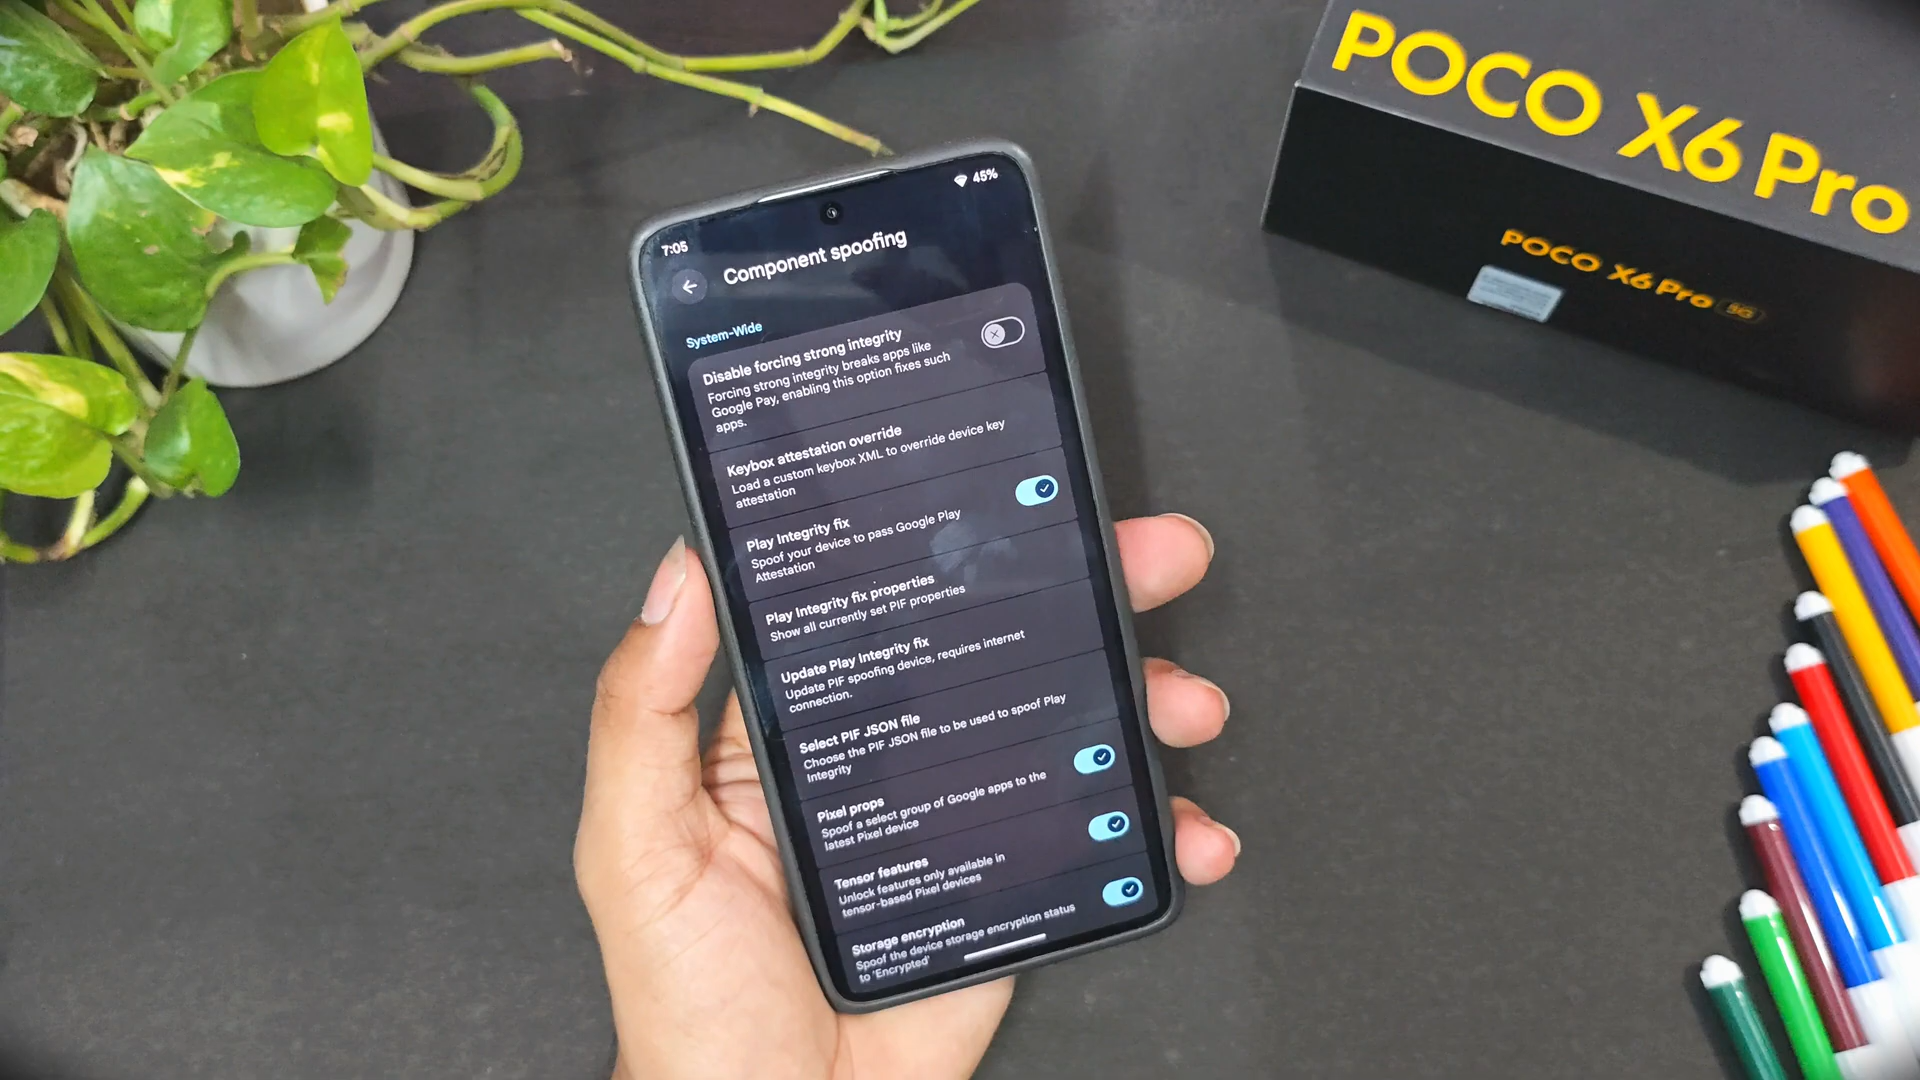 POCO X6 Pro
POCO X6 Pro 5G
7:05
45%
Component spoofing
System-Wide
Disable forcing strong integrity
Forcing strong integrity breaks apps like
Google Pay, enabling this option fixes such
apps.
Keybox attestation override
Load a custom keybox XML to override device key
attestation
Play Integrity fix
Spoof your device to pass Google Play
Attestation
Play Integrity fix properties
Show all currently set PIF properties
Update Play Integrity fix
Update PIF spoofing device, requires internet
connection.
Select PIF JSON file
Choose the PIF JSON file to be used to spoof Play
Integrity
Pixel props
Spoof a select group of Google apps to the
latest Pixel device
Tensor features
Unlock features only available in
tensor-based Pixel devices
Storage encryption
Spoof the device storage encryption status
to 'Encrypted'